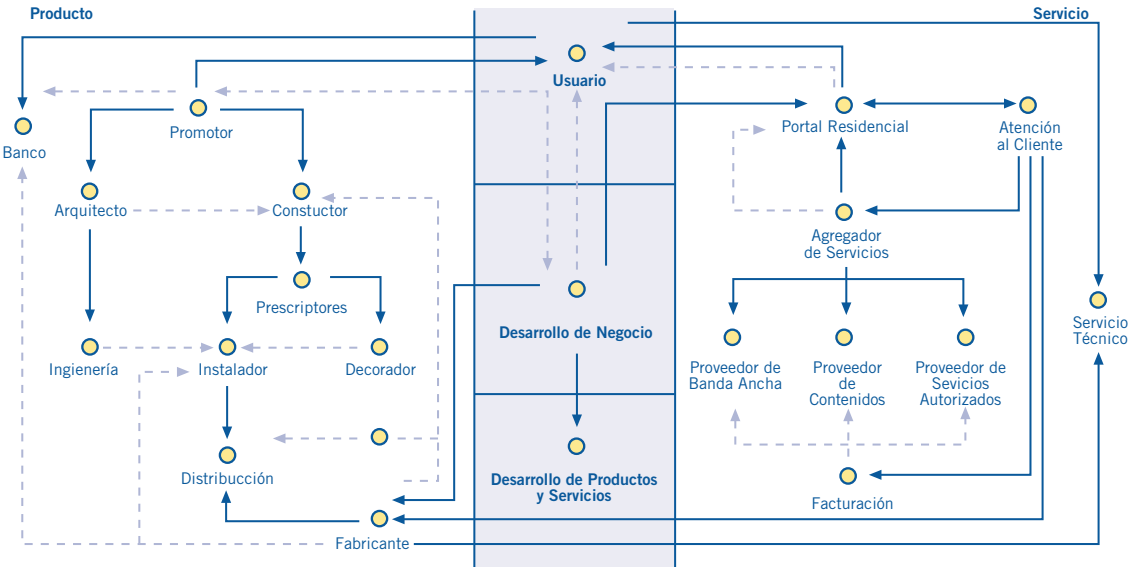 Producto
Servicio
Usuario
Promotor
Portal Residencial
Atención
al Cliente
Banco
Arquitecto
Constuctor
Agregador
de Servicios
Prescriptores
Desarrollo de Negocio
Servicio
Técnico
Ingienería
Instalador
Decorador
Proveedor de
Banda Ancha
Proveedor
de
Contenidos
Proveedor de
Sevicios
Autorizados
Distribucción
Desarrollo de Productos
y Servicios
Facturación
Fabricante